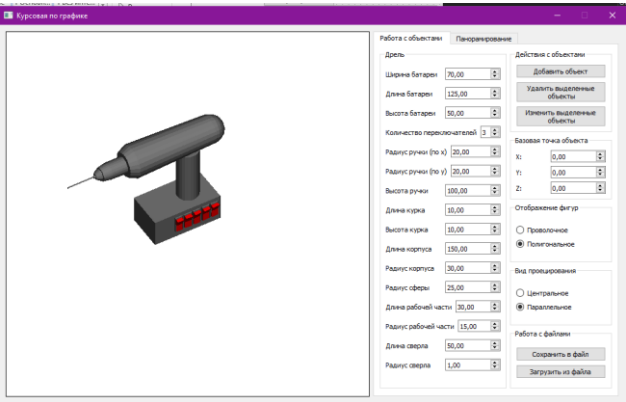 Курсовая по графике
Работа с объектами
Панорамирование
Дрель
Ширина батареи 70,00
Длина батареи 125,00
Высота батареи 50,00
Количество переключателей 3
Радиус ручки (по x) 20,00
Радиус ручки (по y) 20,00
Высота ручки 100,00
Длина курка 10,00
Высота курка 10,00
Длина корпуса 150,00
Радиус корпуса 30,00
Радиус сферы 25,00
Длина рабочей части 30,00
Радиус рабочей части 15,00
Длина сверла 50,00
Радиус сверла 1,00
Действия с объектами
Добавить объект
Удалить выделенные
объекты
Изменить выделенные
объекты
Базовая точка объекта
X: 0,00
Y: 0,00
Z: 0,00
Отображение фигур
Проволочное
Полигональное
Вид проецирования
Центральное
Параллельное
Работа с файлами
Сохранить в файл
Загрузить из файла